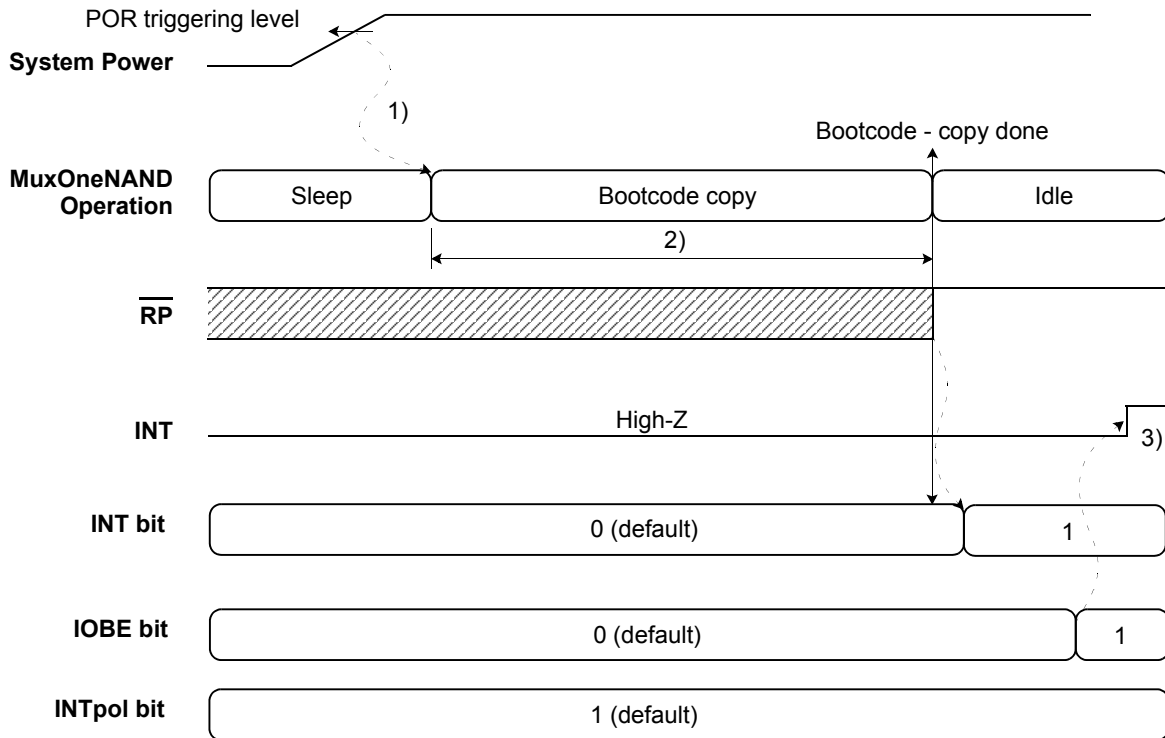 POR triggering level
System Power
1)
Bootcode - copy done
MuxOneNAND
Operation
Sleep
Bootcode copy
Idle
2)
RP
High-Z
INT
3)
INT bit
0 (default)
1
IOBE bit
0 (default)
1
INTpol bit
1 (default)